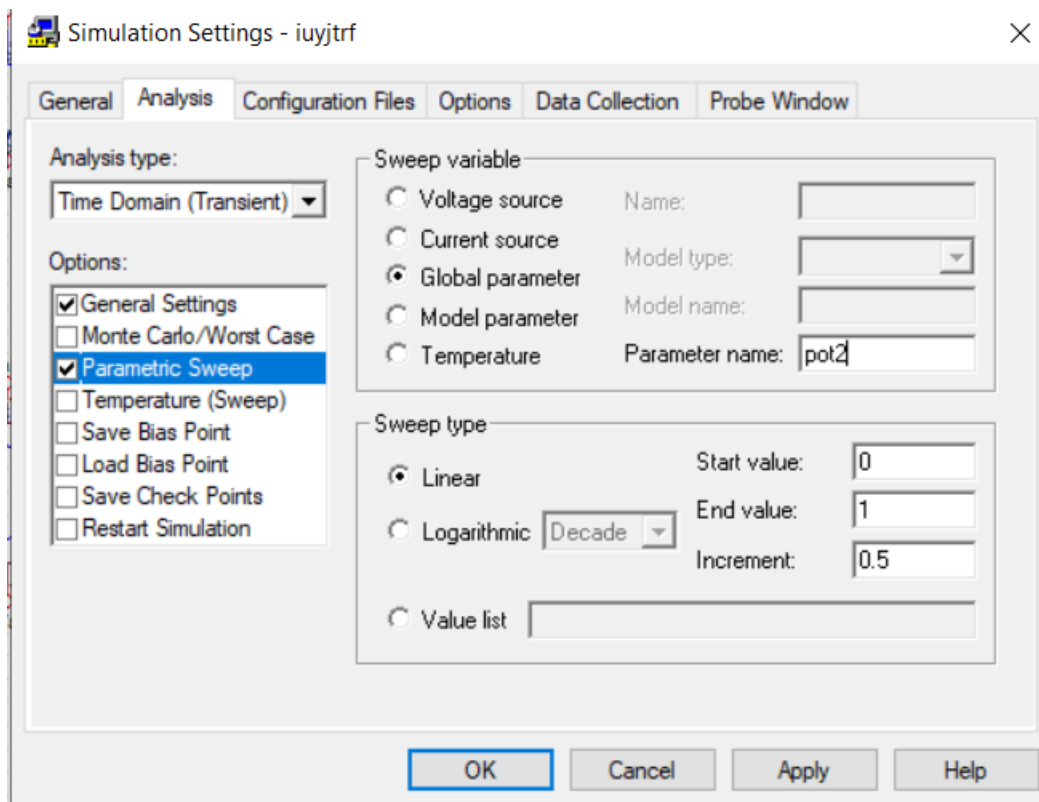 Simulation Settings - iuyjtrf
General Analysis Configuration Files Options Data Collection Probe Window
Analysis type:
Time Domain (Transient)
Options:
General Settings
Monte Carlo/Worst Case
Parametric Sweep
Temperature (Sweep)
Save Bias Point
Load Bias Point
Save Check Points
Restart Simulation
Sweep variable
Voltage source
Current source
Global parameter
Model parameter
Temperature
Name:
Model type:
Model name:
Parameter name: pot2
Sweep type
Linear
Logarithmic Decade
Value list
Start value: 0
End value: 1
Increment: 0.5
OK Cancel Apply Help